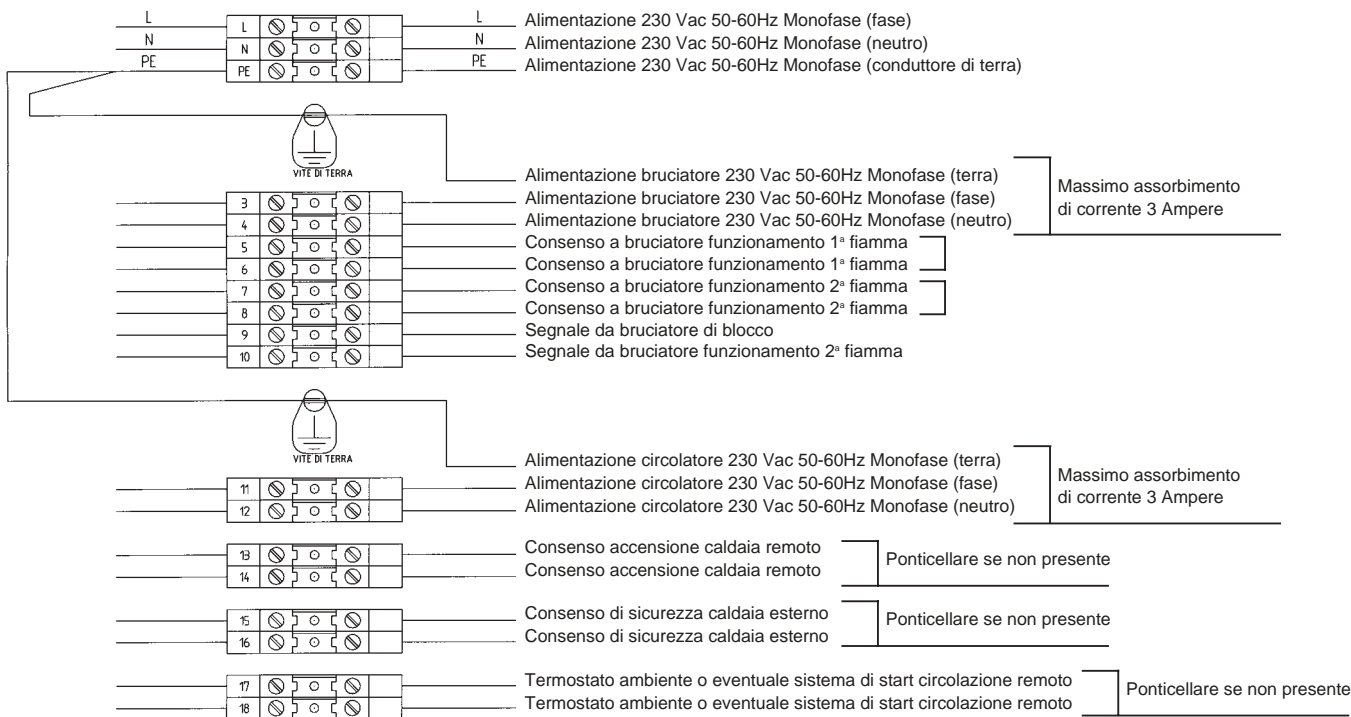 L L L Alimentazione 230 Vac 50-60Hz Monofase (fase)
N N N Alimentazione 230 Vac 50-60Hz Monofase (neutro)
PE PE PE Alimentazione 230 Vac 50-60Hz Monofase (conduttore di terra)
VITE DI TERRA
Alimentazione bruciatore 230 Vac 50-60Hz Monofase (terra)
3 Alimentazione bruciatore 230 Vac 50-60Hz Monofase (fase)
4 Alimentazione bruciatore 230 Vac 50-60Hz Monofase (neutro)
Massimo assorbimento
di corrente 3 Ampere
5 Consenso a bruciatore funzionamento 1ª fiamma
6 Consenso a bruciatore funzionamento 1ª fiamma
7 Consenso a bruciatore funzionamento 2ª fiamma
8 Consenso a bruciatore funzionamento 2ª fiamma
9 Segnale da bruciatore di blocco
10 Segnale da bruciatore funzionamento 2ª fiamma
VITE DI TERRA
Alimentazione circolatore 230 Vac 50-60Hz Monofase (terra)
11 Alimentazione circolatore 230 Vac 50-60Hz Monofase (fase)
12 Alimentazione circolatore 230 Vac 50-60Hz Monofase (neutro)
Massimo assorbimento
di corrente 3 Ampere
13 Consenso accensione caldaia remoto
14 Consenso accensione caldaia remoto
Ponticellare se non presente
15 Consenso di sicurezza caldaia esterno
16 Consenso di sicurezza caldaia esterno
Ponticellare se non presente
17 Termostato ambiente o eventuale sistema di start circolazione remoto
18 Termostato ambiente o eventuale sistema di start circolazione remoto
Ponticellare se non presente